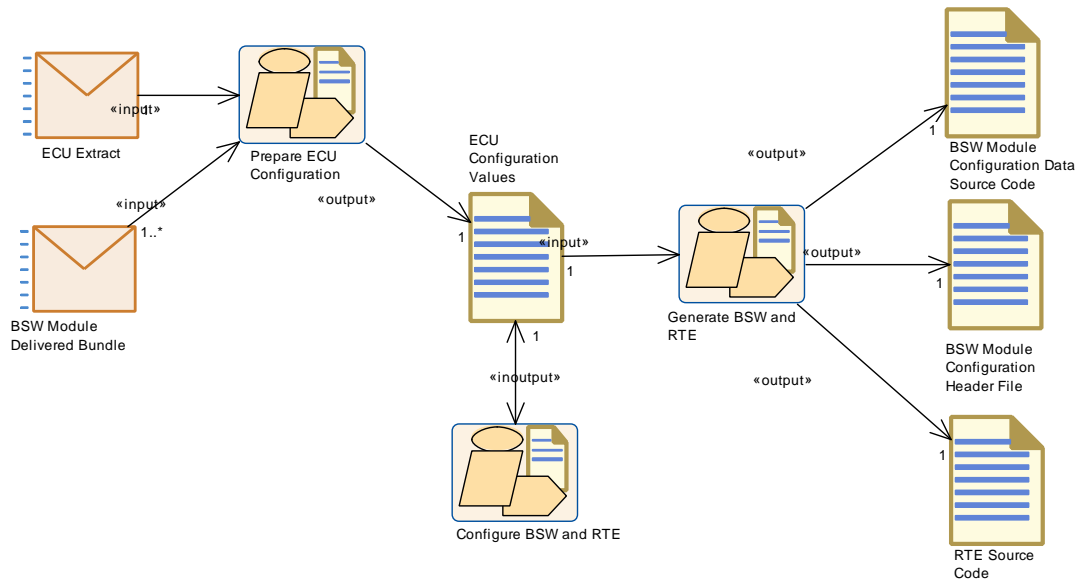 «input»
1
ECU Extract
Prepare ECU
Configuration
«input»
1..*
BSW Module
Delivered Bundle
«output»
ECU
Configuration
Values
1
«input»
1
1
«inoutput»
Configure BSW and RTE
Generate BSW and
RTE
«output»
1
BSW Module
Configuration Data
Source Code
«output»
1
BSW Module
Configuration
Header File
«output»
1
RTE Source
Code